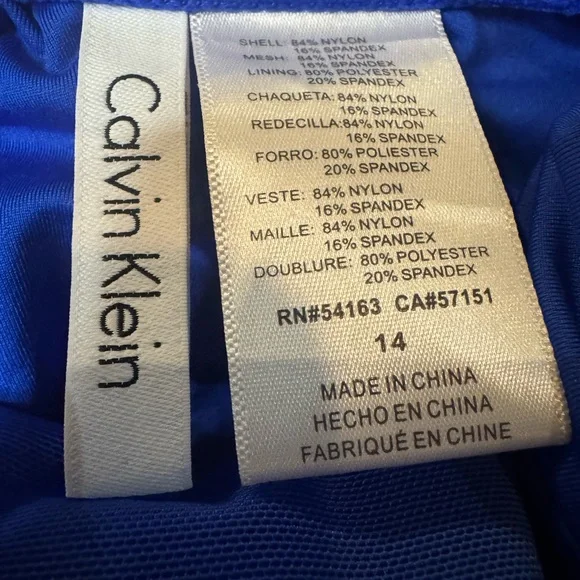 Calvin Klein
SHELL: 84% NYLON
16% SPANDEX
MESH: 84% NYLON
16% SPANDEX
LINING: 80% POLYESTER
20% SPANDEX
CHAQUETA: 84% NYLON
16% SPANDEX
REDECILLA: 84% NYLON
16% SPANDEX
FORRO: 80% POLIESTER
20% SPANDEX
VESTE: 84% NYLON
16% SPANDEX
MAILLE: 84% NYLON
16% SPANDEX
DOUBLURE: 80% POLYESTER
20% SPANDEX
RN#54163 CA#57151
14
MADE IN CHINA
HECHO EN CHINA
FABRIQUÉ EN CHINE